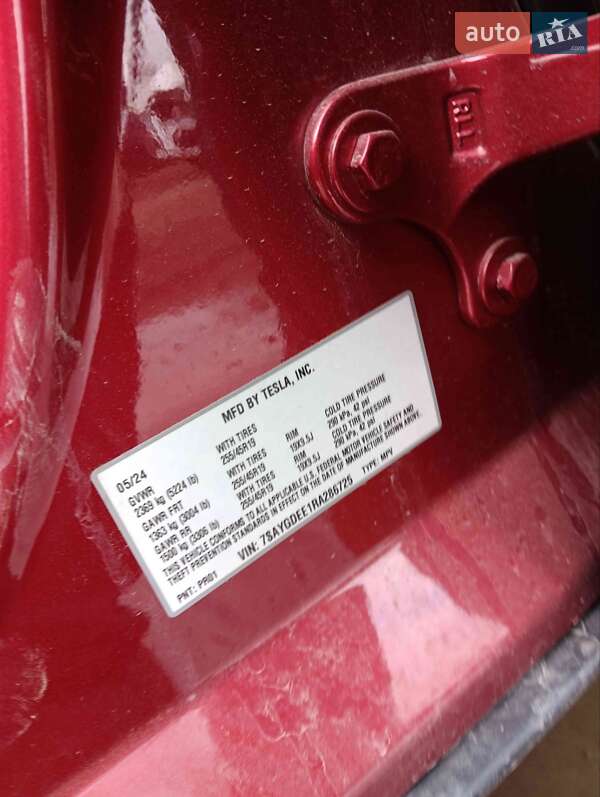 auto RIA
.com
BLL
MFD BY TESLA, INC.
05/24
GVWR
2369 kg (5224 lb)
GAWR FRT WITH TIRES RIM COLD TIRE PRESSURE
1363 kg (3004 lb) 255/45R19 19X9.5J 290 kPa, 42 psi
GAWR RR WITH TIRES RIM COLD TIRE PRESSURE
1500 kg (3306 lb) 255/45R19 19X9.5J 290 kPa, 42 psi
THIS VEHICLE CONFORMS TO ALL APPLICABLE U.S. FEDERAL MOTOR VEHICLE SAFETY AND
THEFT PREVENTION STANDARDS IN EFFECT ON THE DATE OF MANUFACTURE SHOWN ABOVE.
VIN: 7SAYGDEE1RA286725 TYPE: MPV
PNT: PR01